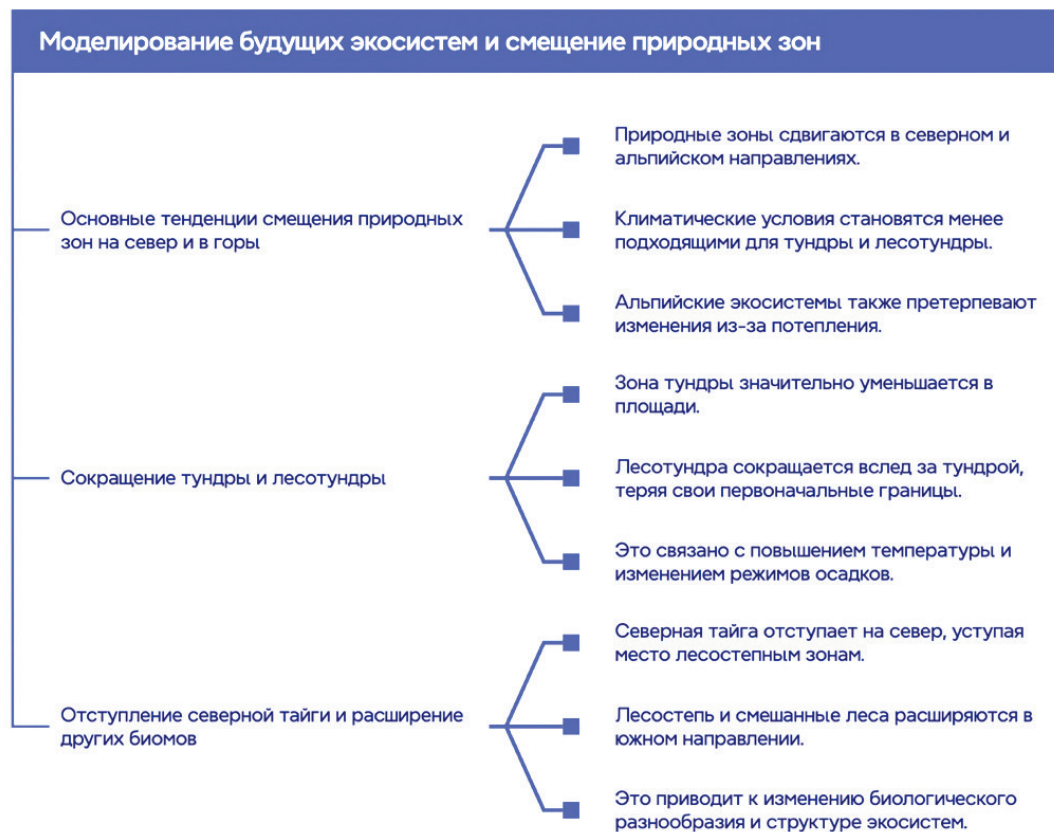 Моделирование будущих экосистем и смещение природных зон
Природные зоны сдвигаются в северном и
альпийском направлениях.
Основные тенденции смещения природных
зон на север и в горы
Климатические условия становятся менее
подходящими для тундры и лесотундры.
Альпийские экосистемы также претерпевают
изменения из-за потепления.
Зона тундры значительно уменьшается в
площади.
Сокращение тундры и лесотундры
Лесотундра сокращается вслед за тундрой,
теряя свои первоначальные границы.
Это связано с повышением температуры и
изменением режимов осадков.
Северная тайга отступает на север, уступая
место лесостепным зонам.
Отступление северной тайги и расширение
других биомов
Лесостепь и смешанные леса расширяются в
южном направлении.
Это приводит к изменению биологического
разнообразия и структуре экосистем.